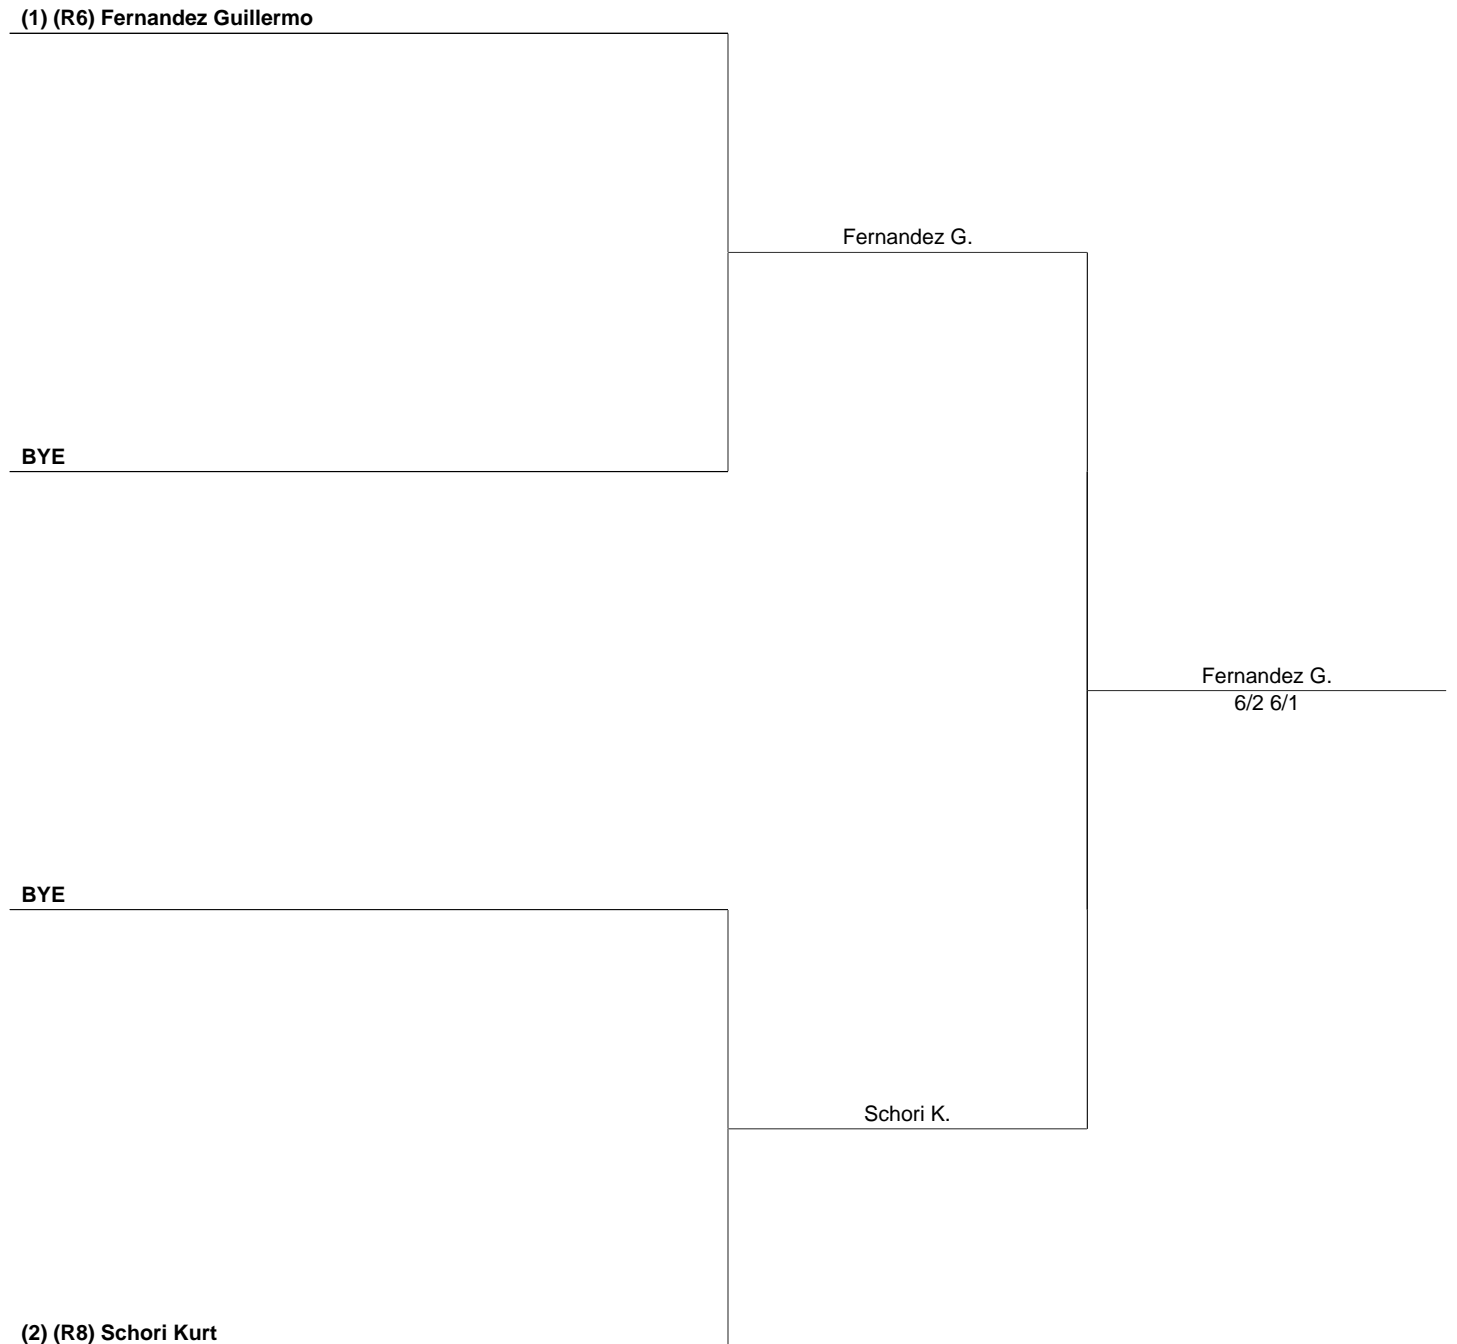 (1) (R6) Fernandez Guillermo
Fernandez G.
BYE
Fernandez G.
6/2 6/1
BYE
Schori K.
(2) (R8) Schori Kurt